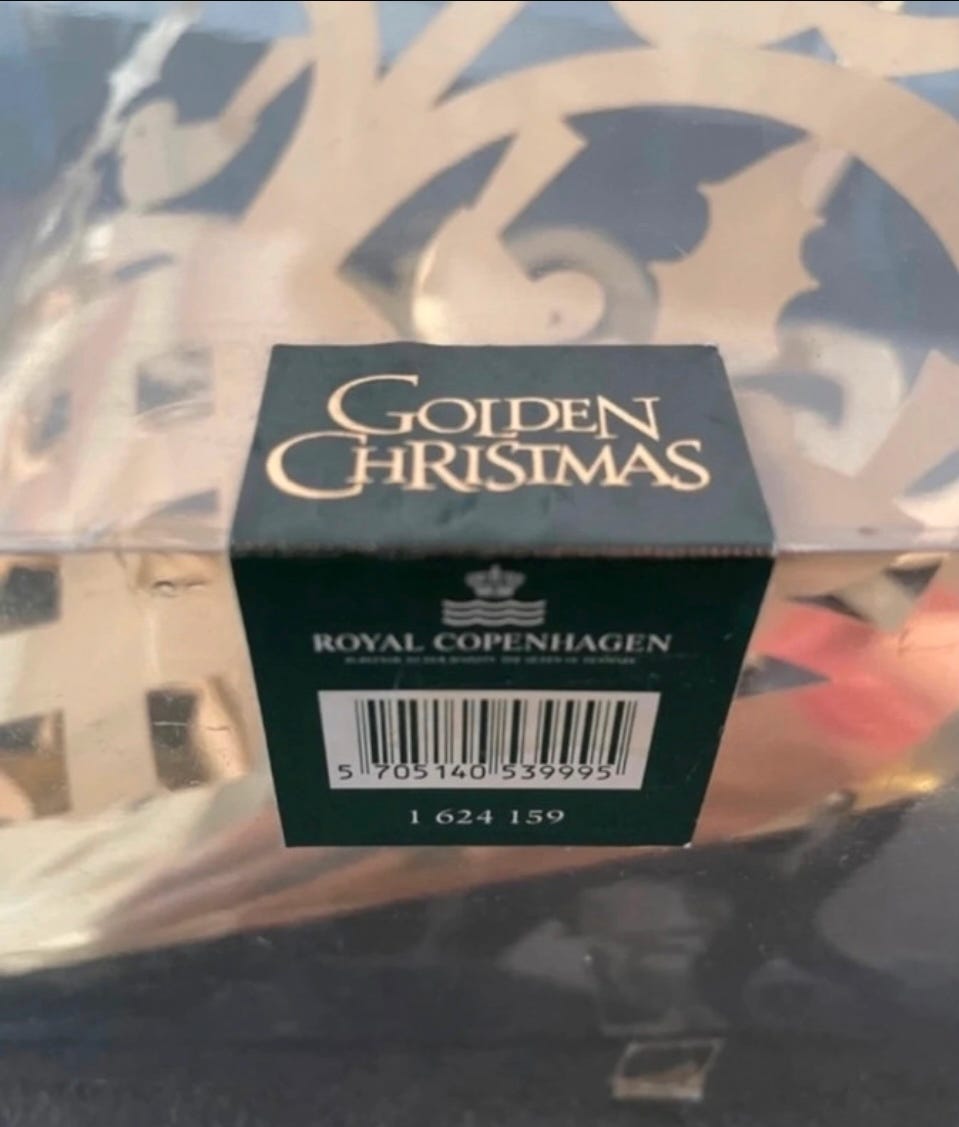 GOLDEN
CHRISTMAS
ROYAL COPENHAGEN
5 705140 539995
1 624 159